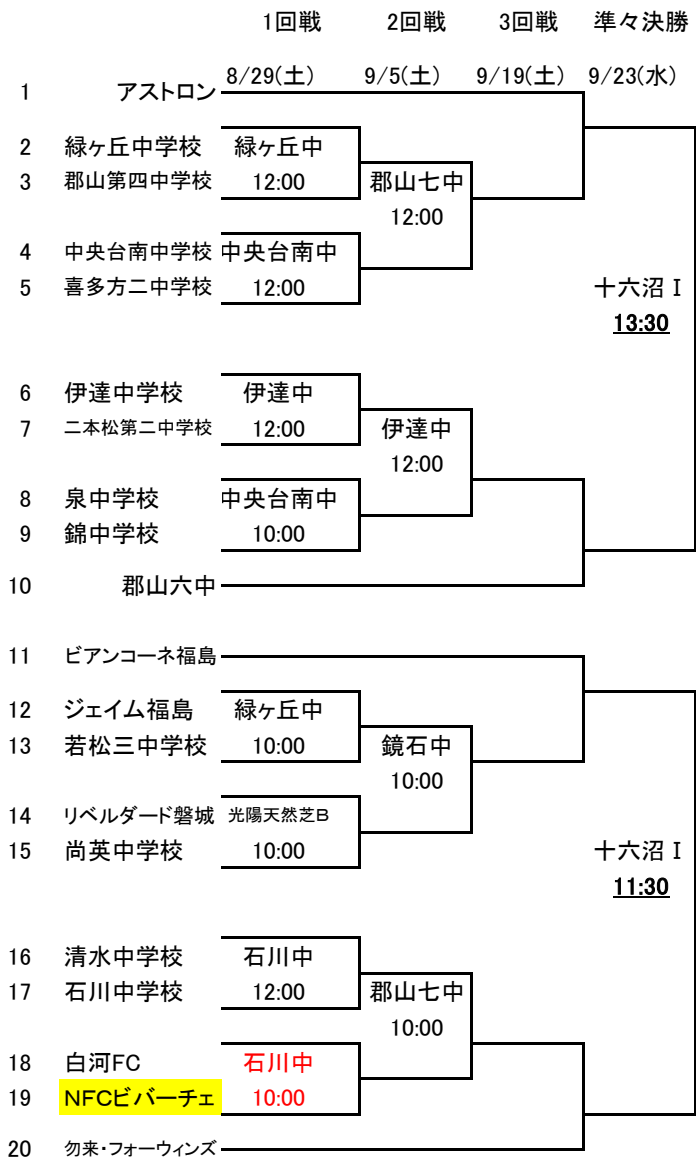 1回戦 2回戦 3回戦 準々決勝
8/29(土) 9/5(土) 9/19(土) 9/23(水)
1 アストロン
2 緑ヶ丘中学校 緑ヶ丘中
3 郡山第四中学校 12:00 郡山七中
12:00
4 中央台南中学校 中央台南中
5 喜多方二中学校 12:00 十六沼Ⅰ
13:30
6 伊達中学校 伊達中
7 二本松第二中学校 12:00 伊達中
12:00
8 泉中学校 中央台南中
9 錦中学校 10:00
10 郡山六中
11 ビアンコーネ福島
12 ジェイム福島 緑ヶ丘中
13 若松三中学校 10:00 鏡石中
10:00
14 リベルダード磐城 光陽天然芝B
15 尚英中学校 10:00 十六沼Ⅰ
11:30
16 清水中学校 石川中
17 石川中学校 12:00 郡山七中
10:00
18 白河FC 石川中
19 NFCビバーチェ 10:00
20 勿来・フォーウィンズ